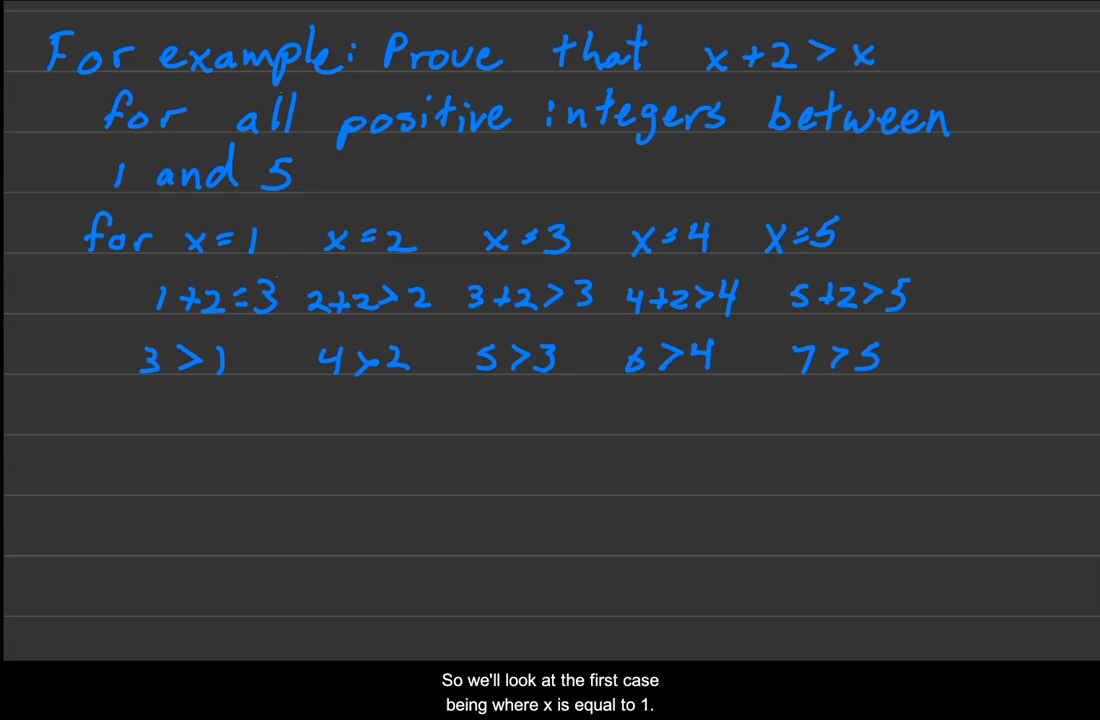 For example: Prove that x+2>x
for all positive integers between
1 and 5
for x=1 x=2 x=3 x=4 x=5
1+2=3 2+2>2 3+2>3 4+2>4 5+2>5
3>1 4>2 5>3 6>4 7>5
So we'll look at the first case
being where x is equal to 1.